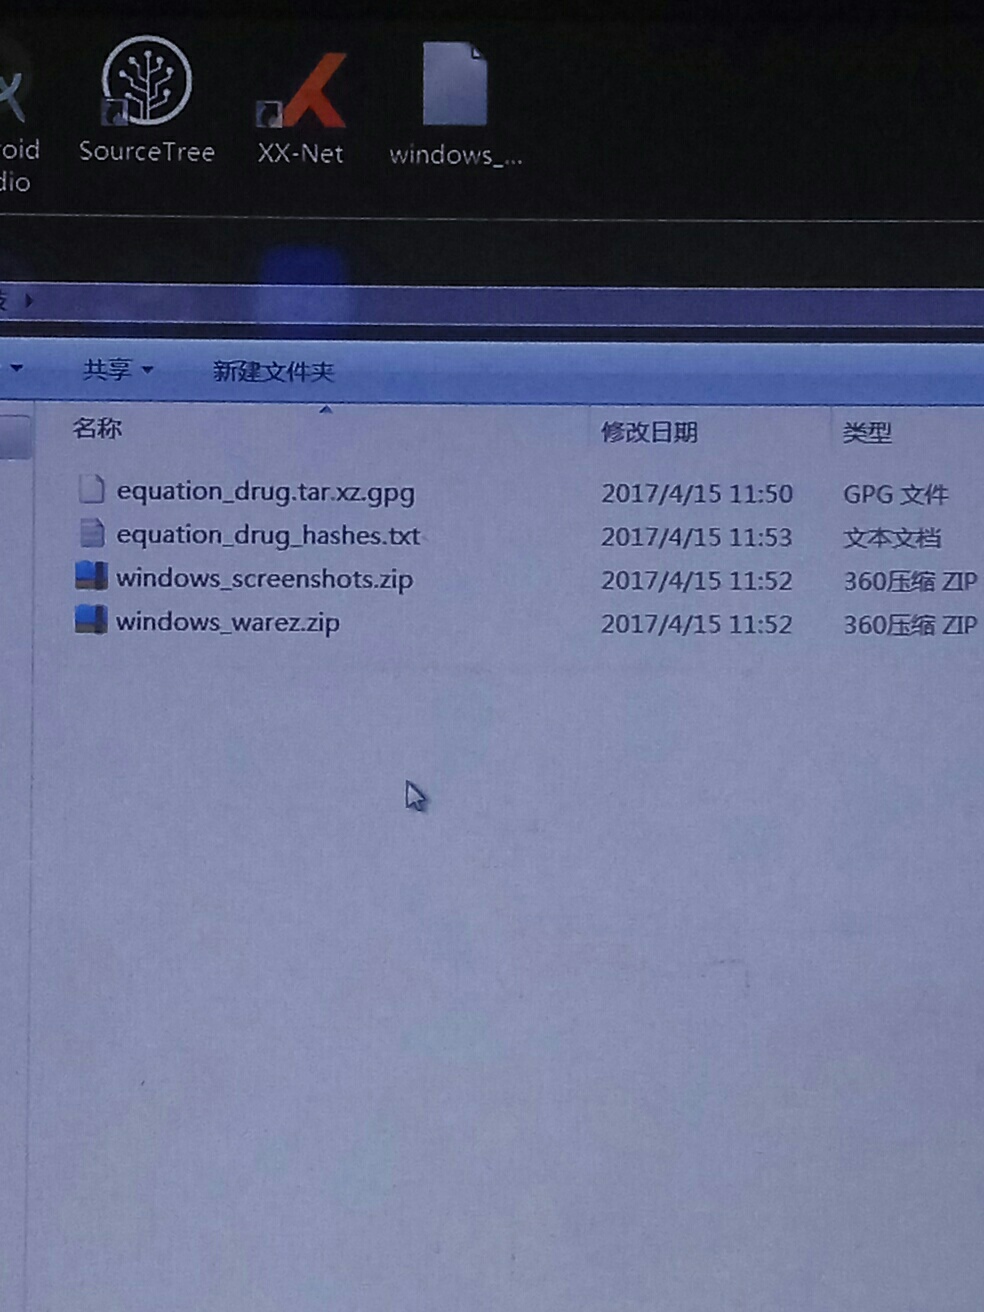 oid
dio
SourceTree
XX-Net
windows_...
共享
新建文件夹
名称 修改日期 类型
equation_drug.tar.xz.gpg 2017/4/15 11:50 GPG 文件
equation_drug_hashes.txt 2017/4/15 11:53 文本文档
windows_screenshots.zip 2017/4/15 11:52 360压缩 ZIP
windows_warez.zip 2017/4/15 11:52 360压缩 ZIP